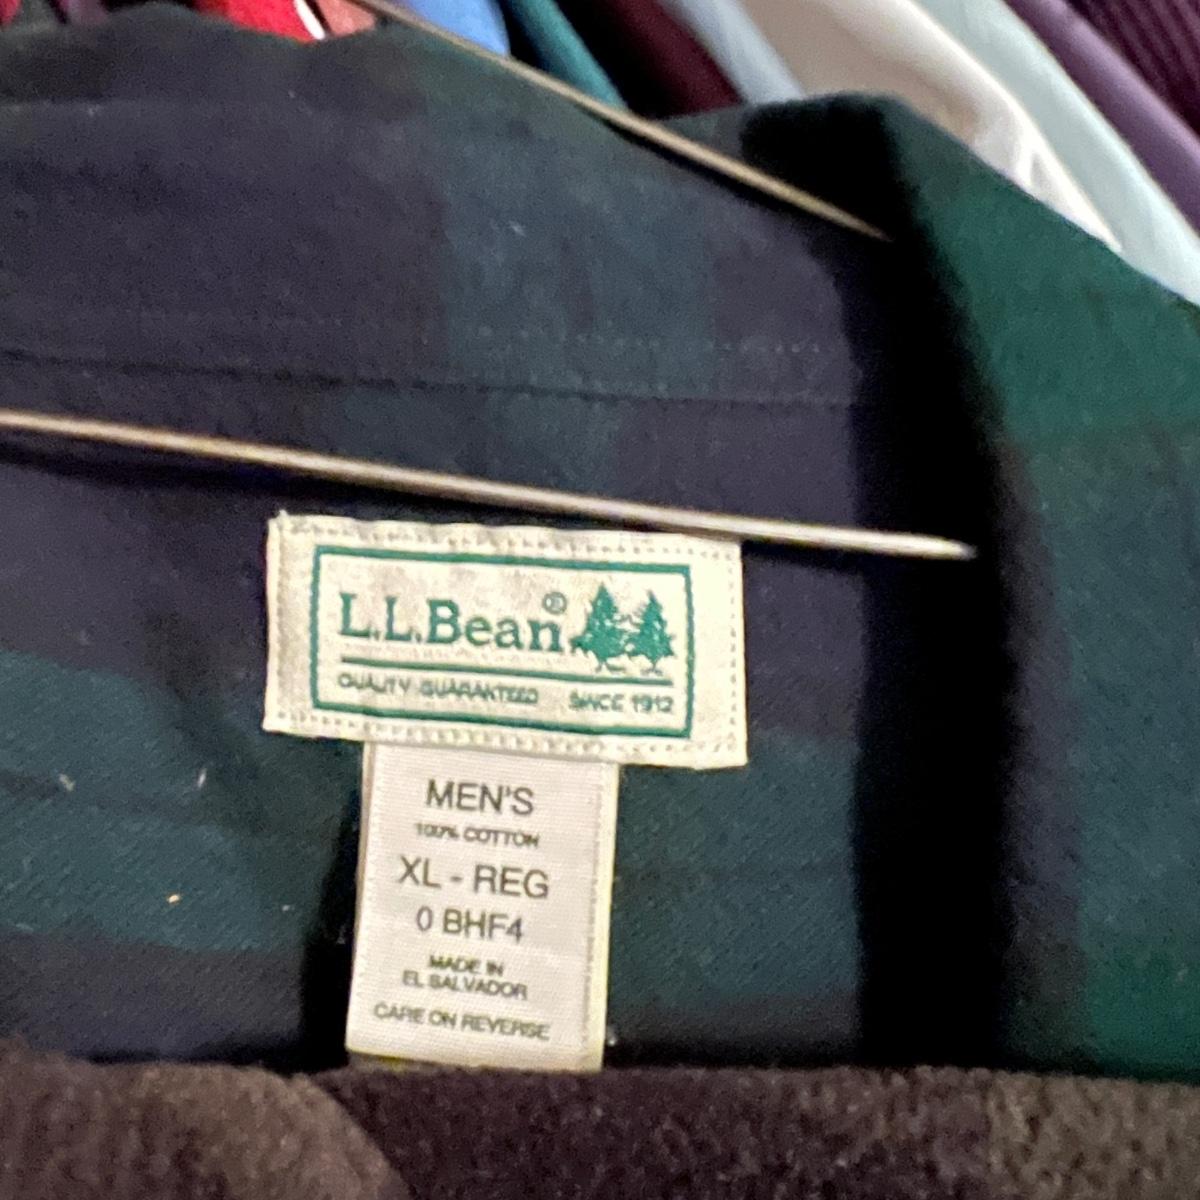 L.L.Bean®
QUALITY GUARANTEED SINCE 1912
MEN'S
100% COTTON
XL - REG
0 BHF4
MADE IN
EL SALVADOR
CARE ON REVERSE